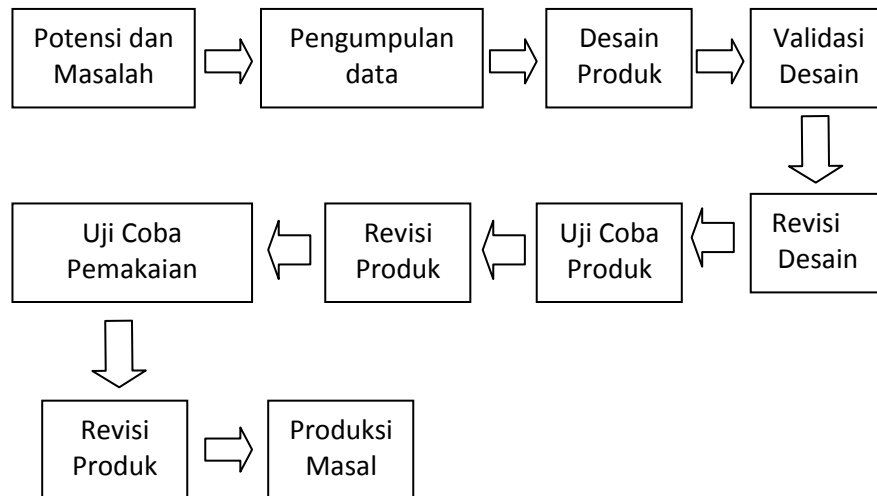 Potensi dan
Masalah
Pengumpulan
data
Desain
Produk
Validasi
Desain
Revisi
Desain
Uji Coba
Produk
Revisi
Produk
Uji Coba
Pemakaian
Revisi
Produk
Produksi
Masal